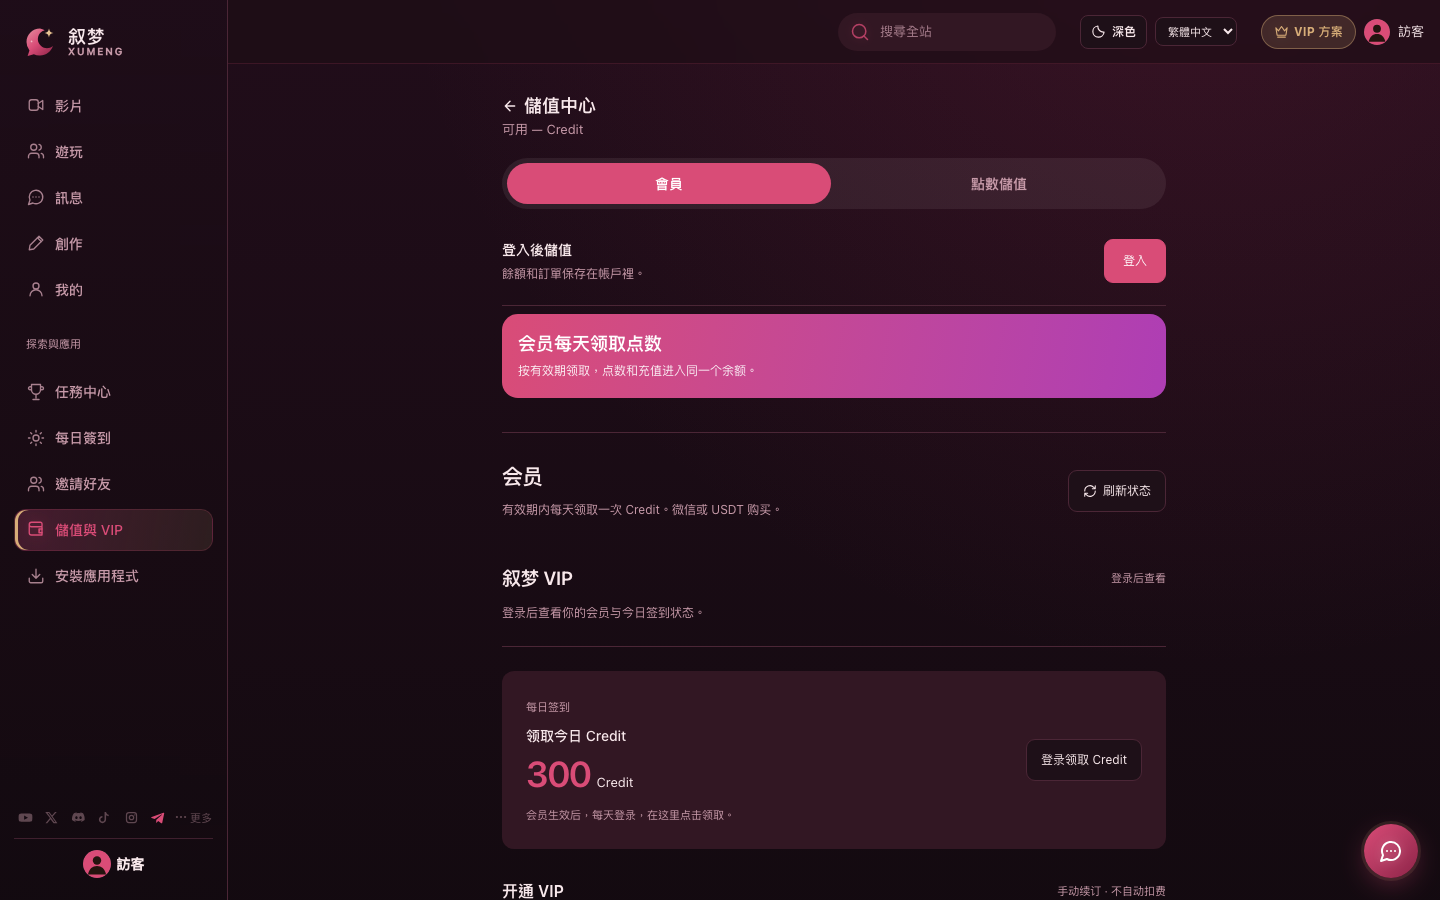 叙梦
XUMENG
影片
遊玩
訊息
創作
我的
探索與應用
任務中心
每日簽到
邀請好友
儲值與 VIP
安裝應用程式
更多
訪客
搜尋全站
深色
繁體中文
VIP 方案
訪客
儲值中心
可用 — Credit
會員
點數儲值
登入後儲值
餘額和訂單保存在帳戶裡。
登入
会员每天领取点数
按有效期领取，点数和充值进入同一个余额。
会员
有效期内每天领取一次 Credit。微信或 USDT 购买。
刷新状态
叙梦 VIP
登录后查看
登录后查看你的会员与今日签到状态。
每日签到
领取今日 Credit
300 Credit
登录领取 Credit
会员生效后，每天登录，在这里点击领取。
开通 VIP
手动续订 · 不自动扣费